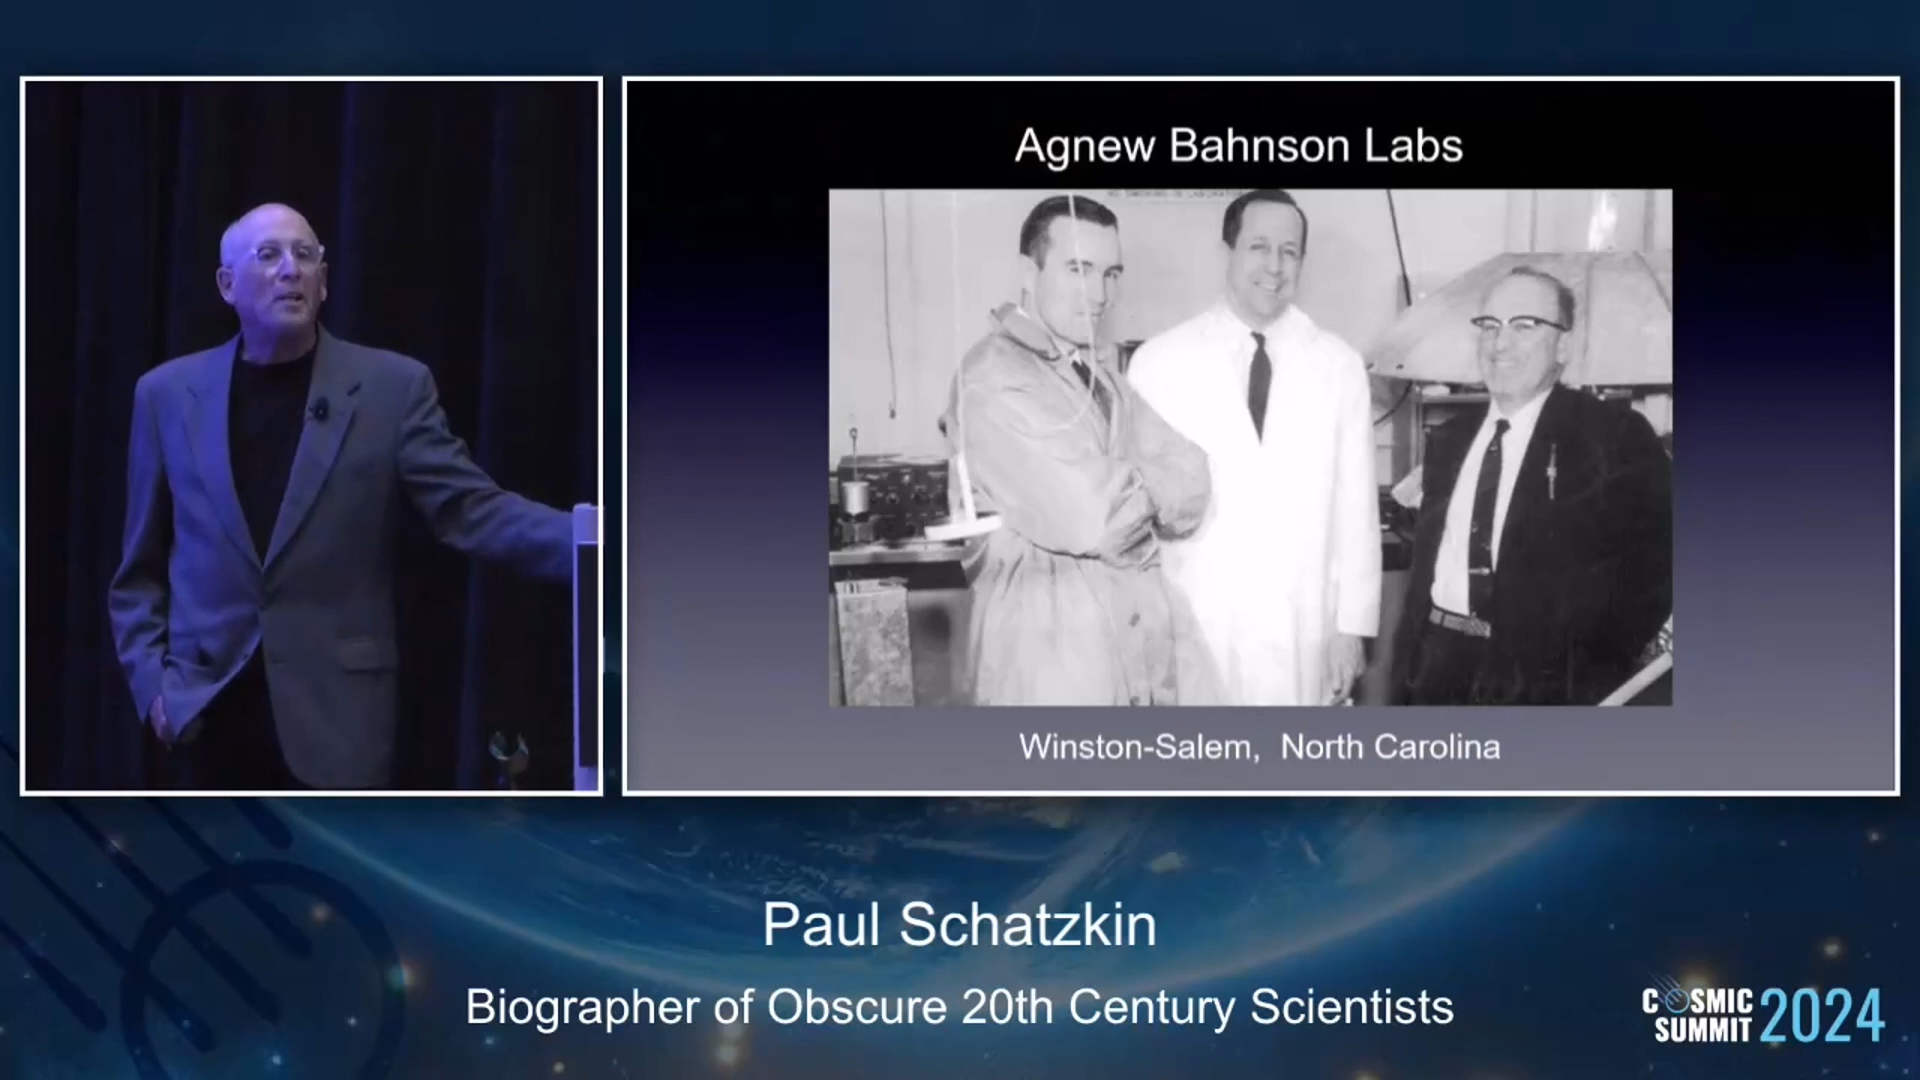 Agnew Bahnson Labs
Winston-Salem, North Carolina
Paul Schatzkin
Biographer of Obscure 20th Century Scientists
COSMIC
SUMMIT 2024